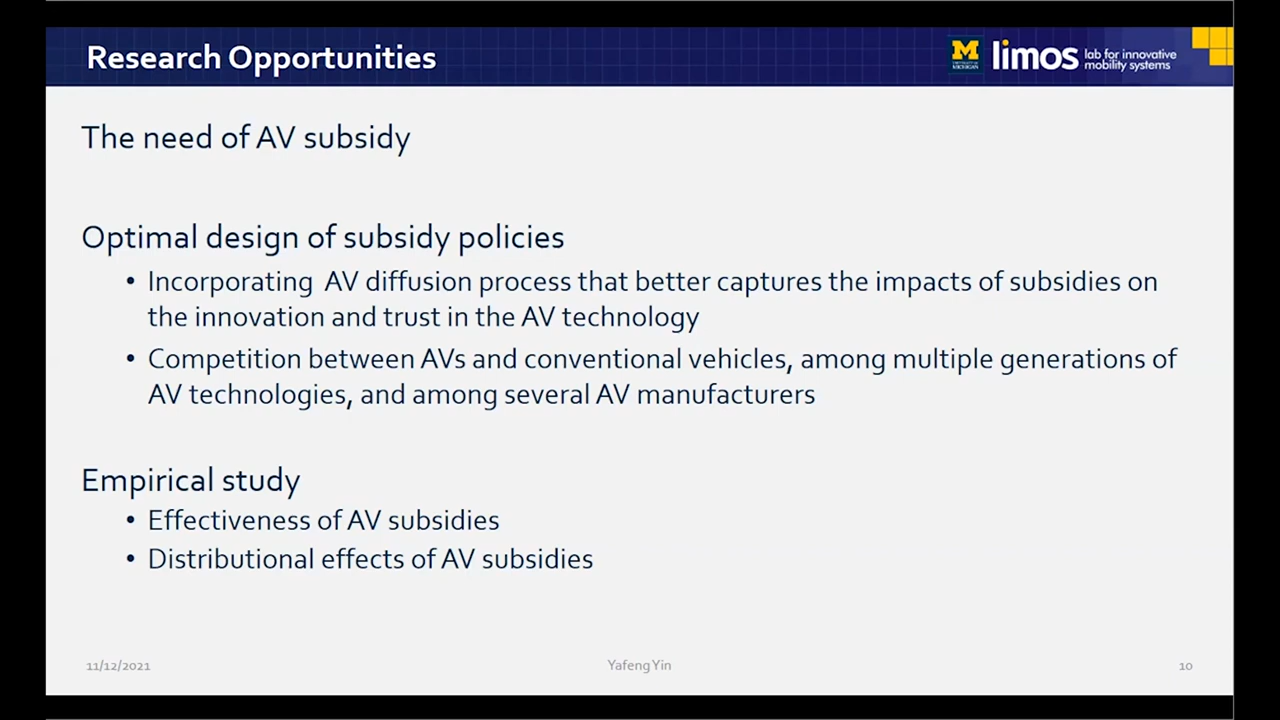 Research Opportunities
M
UNIVERSITY OF
MICHIGAN
limos
lab for innovative
mobility systems
The need of AV subsidy
Optimal design of subsidy policies
• Incorporating AV diffusion process that better captures the impacts of subsidies on
the innovation and trust in the AV technology
• Competition between AVs and conventional vehicles, among multiple generations of
AV technologies, and among several AV manufacturers
Empirical study
• Effectiveness of AV subsidies
• Distributional effects of AV subsidies
11/12/2021
Yafeng Yin
10